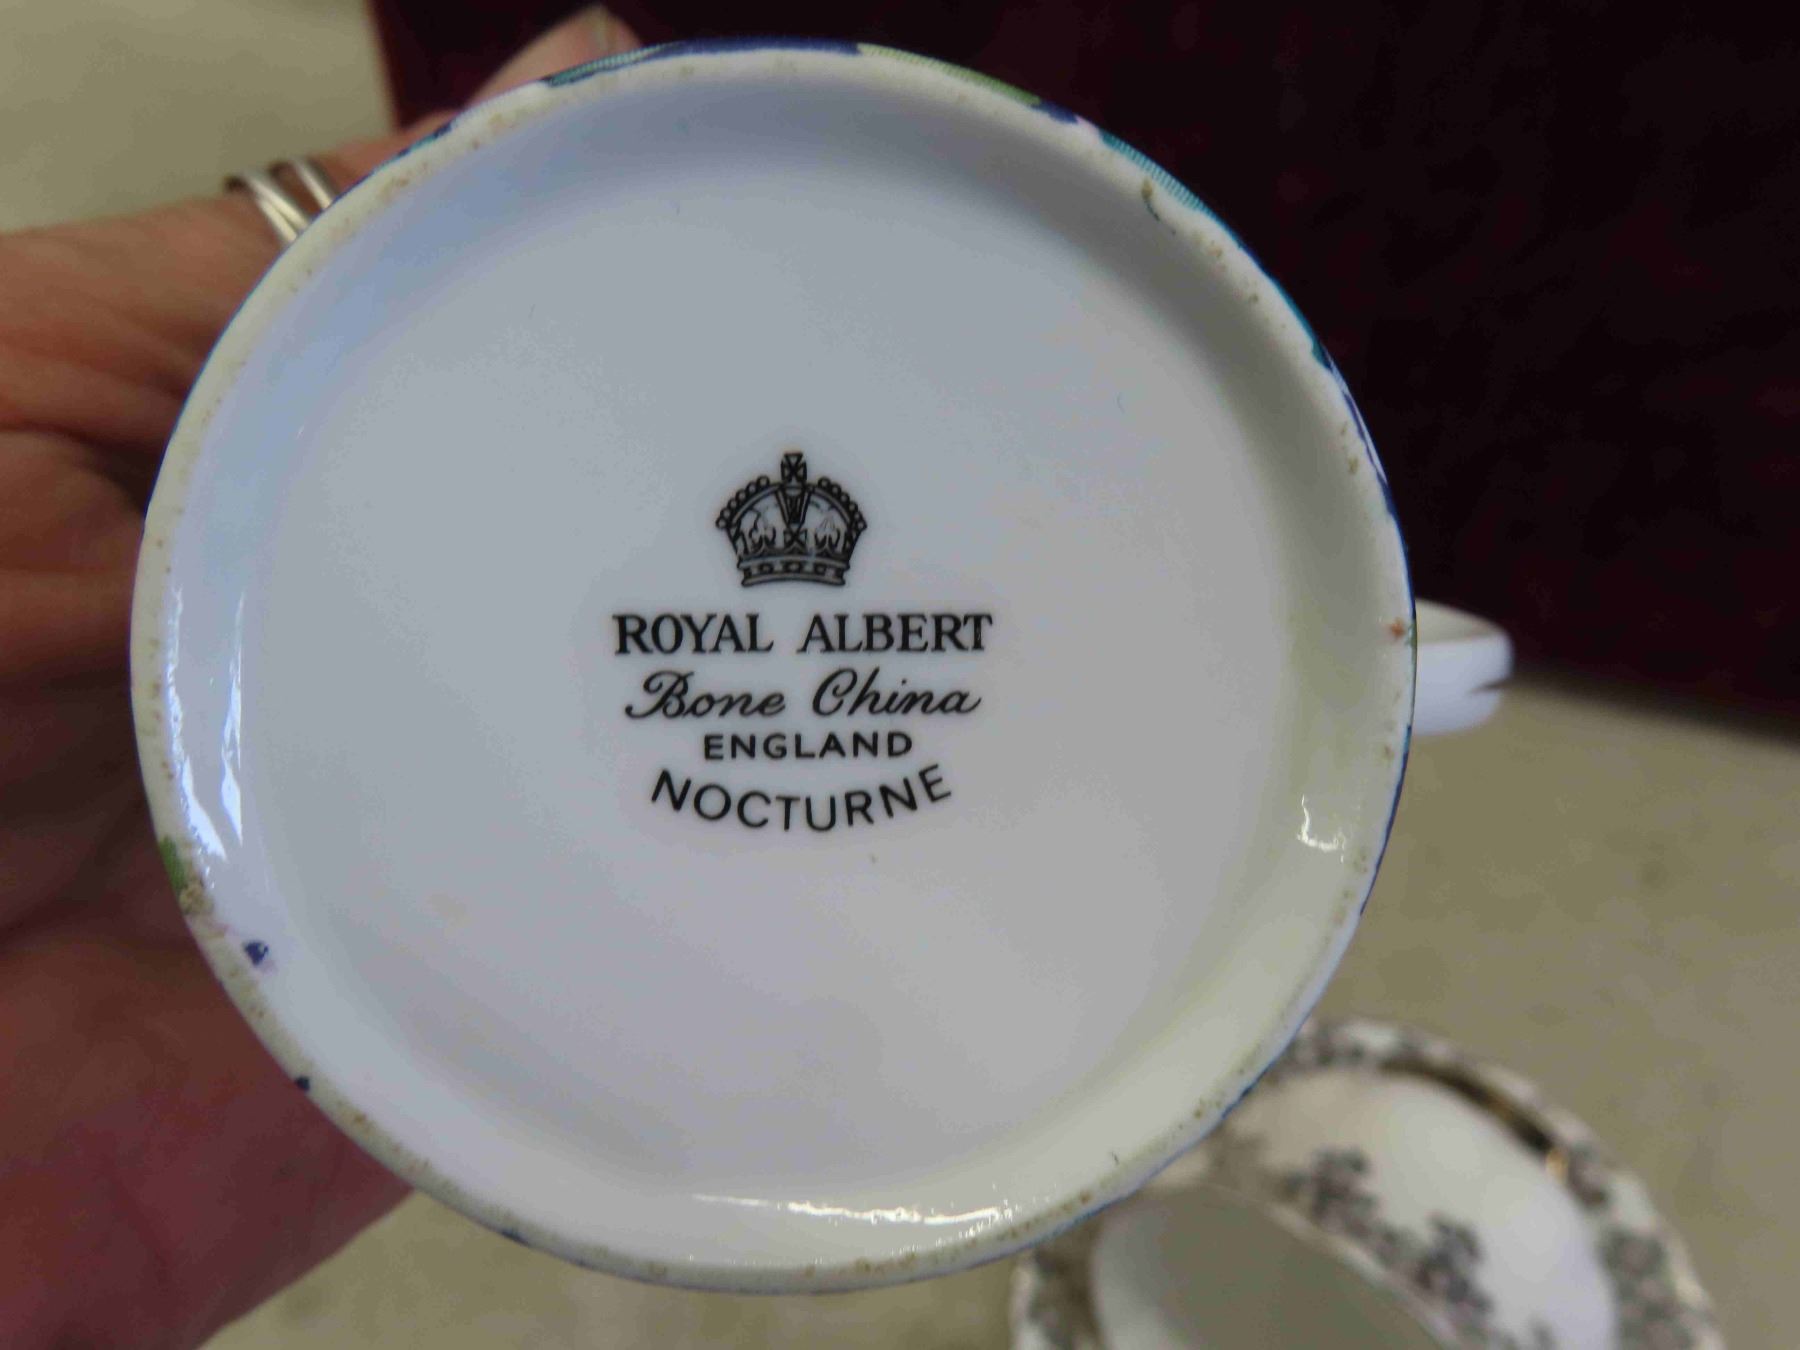 ROYAL ALBERT
Bone China
ENGLAND
NOCTURNE